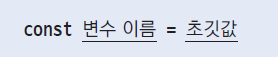 const 변수 이름 = 초깃값